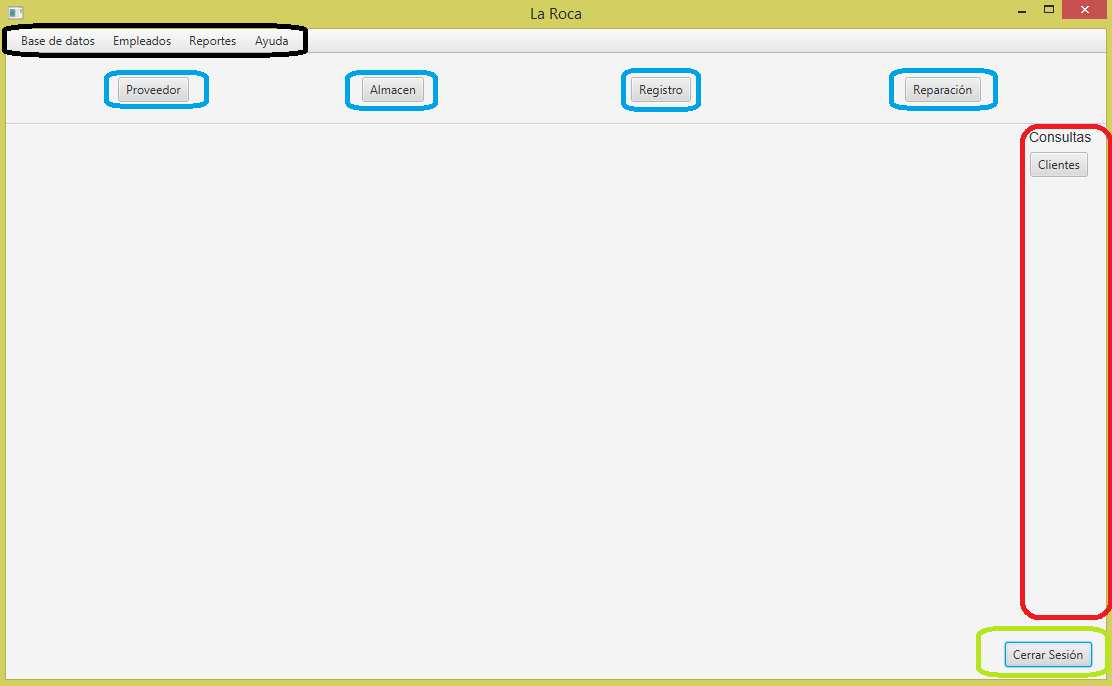 La Roca
Base de datos Empleados Reportes Ayuda
Proveedor Almacen Registro Reparación
Consultas
Clientes
Cerrar Sesión